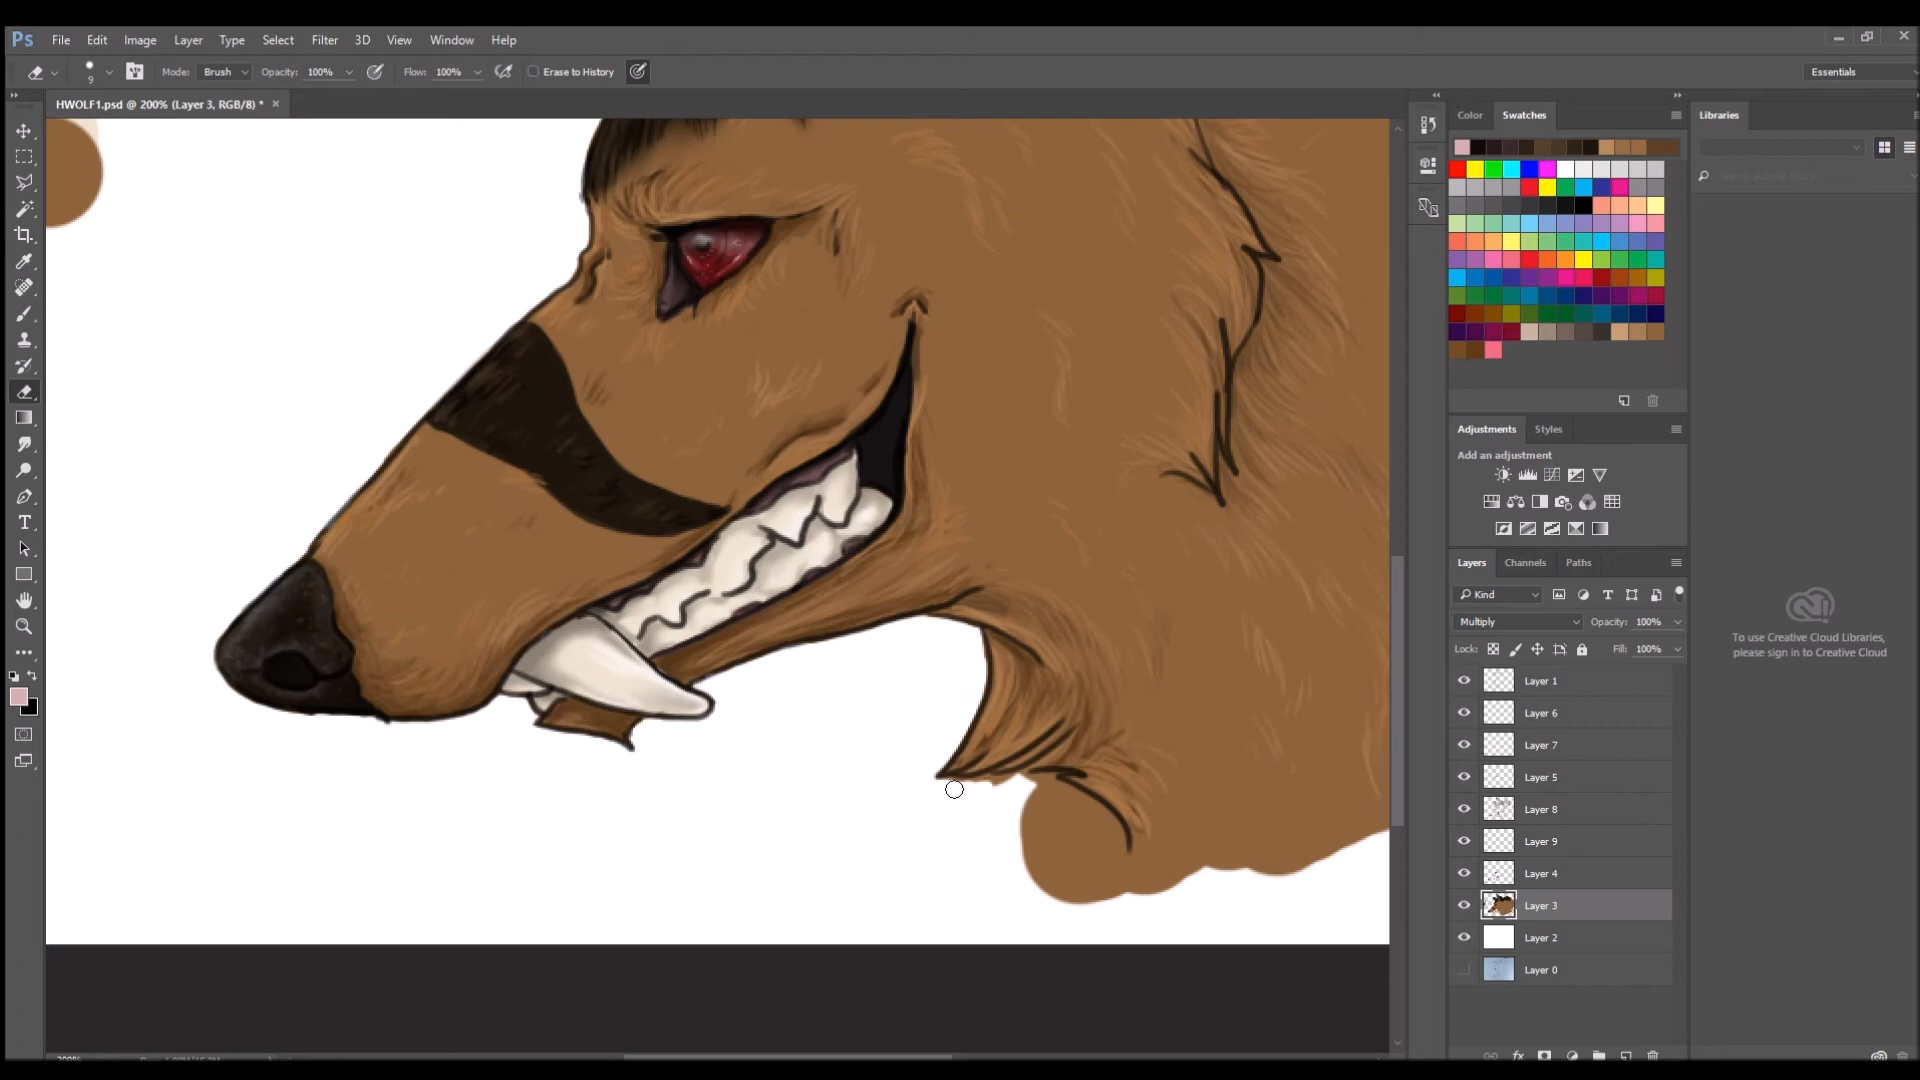 Ps File Edit Image Layer Type Select Filter 3D View Window Help
9 Mode: Brush Opacity: 100% Flow: 100% Erase to History Essentials
HWOLF1.psd @ 200% (Layer 3, RGB/8) * ×
Color Swatches Libraries
Adjustments Styles
Add an adjustment
Layers Channels Paths
Kind
Multiply Opacity: 100%
Lock: Fill: 100%
To use Creative Cloud Libraries,
please sign in to Creative Cloud
Layer 1
Layer 6
Layer 7
Layer 5
Layer 8
Layer 9
Layer 4
Layer 3
Layer 2
Layer 0